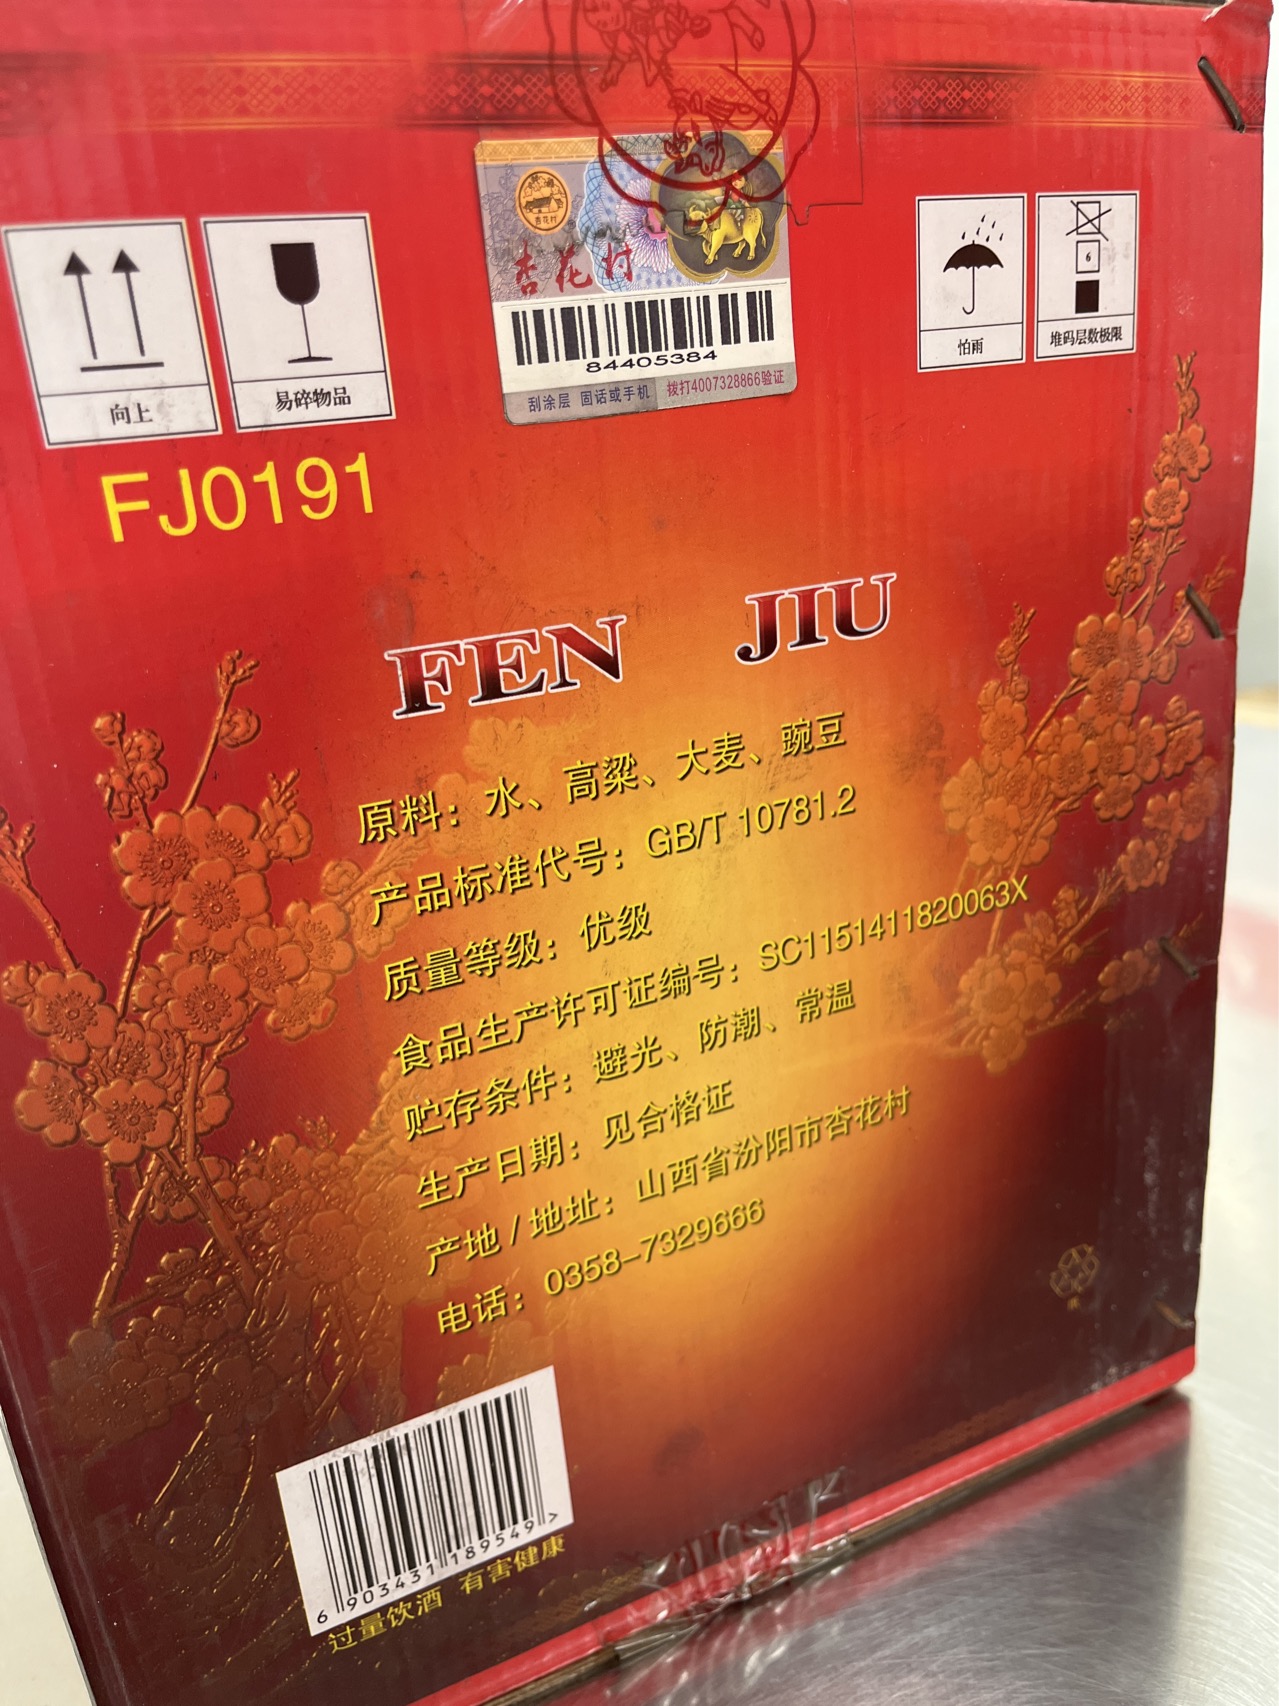 杏花村
杏花村
84405384
刮涂层 固话或手机 拨打4007328866验证
向上
易碎物品
怕雨
6
堆码层数极限
FJ0191
FEN JIU
原料：水、高粱、大麦、豌豆
产品标准代号：GB/T 10781.2
质量等级：优级
食品生产许可证编号：SC1151411820063X
贮存条件：避光、防潮、常温
生产日期：见合格证
产地/地址：山西省汾阳市杏花村
电话：0358-7329666
6 903431 189549 >
过量饮酒 有害健康